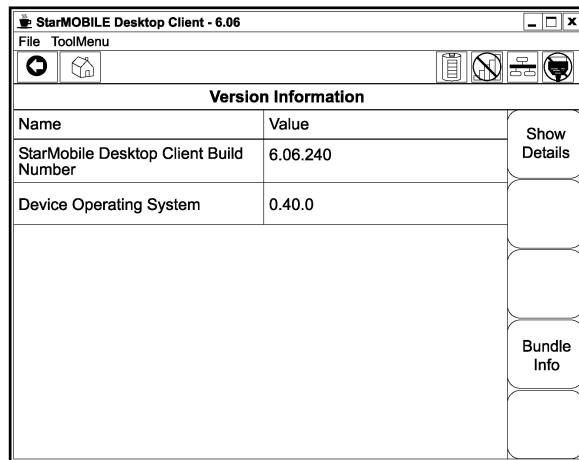 StarMOBILE Desktop Client - 6.06
File ToolMenu
Version Information
Name Value
StarMobile Desktop Client Build
Number
6.06.240
Device Operating System 0.40.0
Show
Details
Bundle
Info